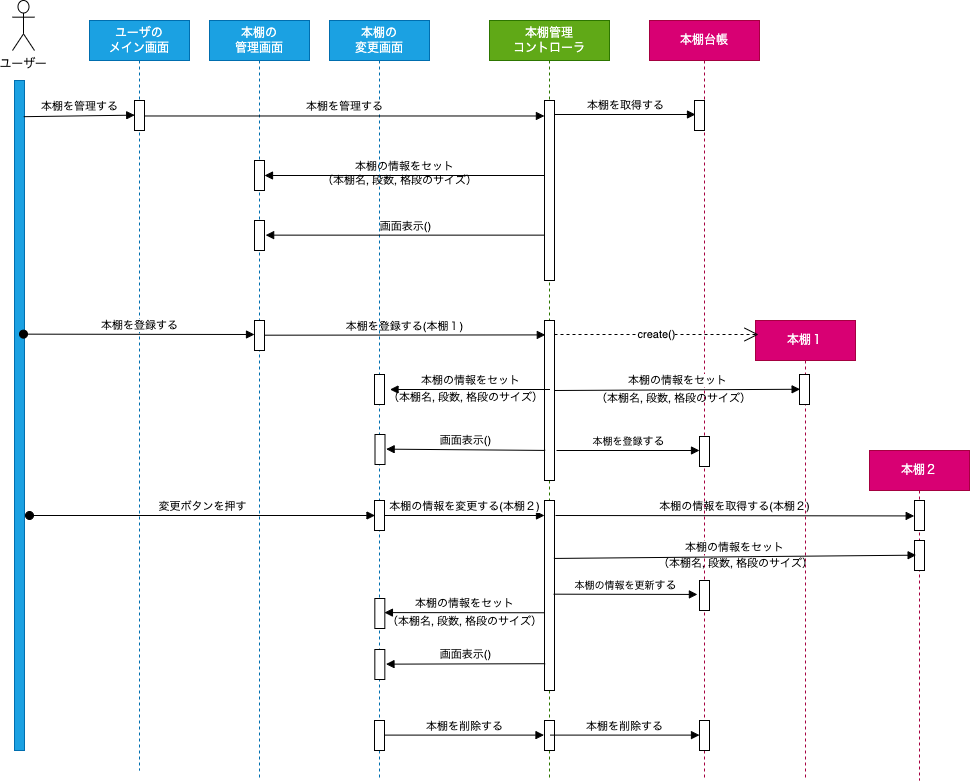 ユーザー
ユーザの
メイン画面
本棚の
管理画面
本棚の
変更画面
本棚管理
コントローラ
本棚台帳
本棚を管理する
本棚を管理する
本棚を取得する
本棚の情報をセット
(本棚名, 段数, 格段のサイズ)
画面表示()
本棚を登録する
本棚を登録する(本棚１)
create()
本棚１
本棚の情報をセット
(本棚名, 段数, 格段のサイズ)
本棚の情報をセット
(本棚名, 段数, 格段のサイズ)
画面表示()
本棚を登録する
本棚２
変更ボタンを押す
本棚の情報を変更する(本棚２)
本棚の情報を取得する(本棚２)
本棚の情報をセット
(本棚名, 段数, 格段のサイズ)
本棚の情報を更新する
本棚の情報をセット
(本棚名, 段数, 格段のサイズ)
画面表示()
本棚を削除する
本棚を削除する